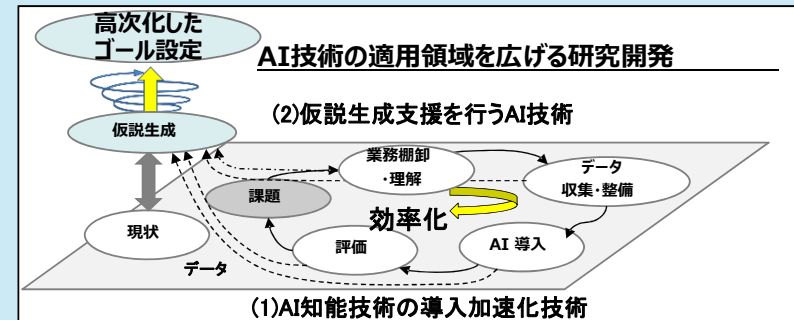 高次化した
ゴール設定
AI技術の適用領域を広げる研究開発
(2)仮説生成支援を行うAI技術
仮説生成
業務棚卸
・理解
データ
収集・整備
課題
効率化
現状
評価
AI 導入
データ
(1)AI知能技術の導入加速化技術